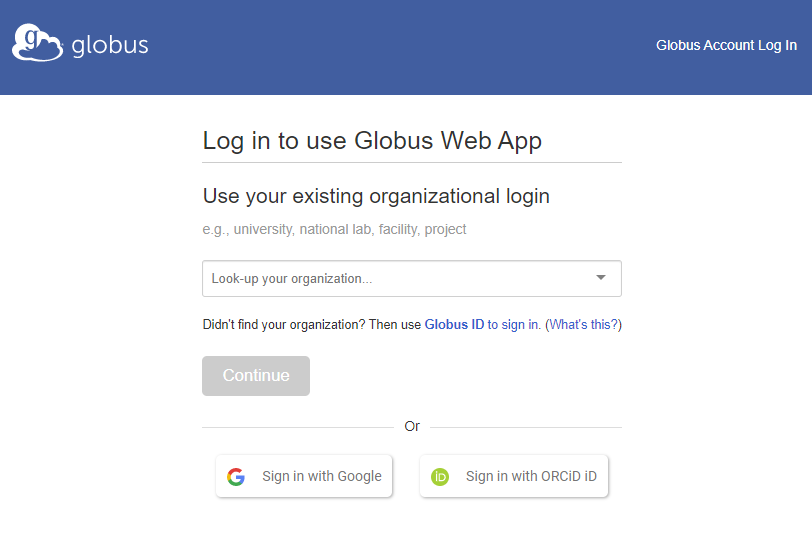 globus
Globus Account Log In
Log in to use Globus Web App
Use your existing organizational login
e.g., university, national lab, facility, project
Look-up your organization...
Didn't find your organization? Then use Globus ID to sign in. (What's this?)
Continue
Or
Sign in with Google
iD Sign in with ORCiD iD